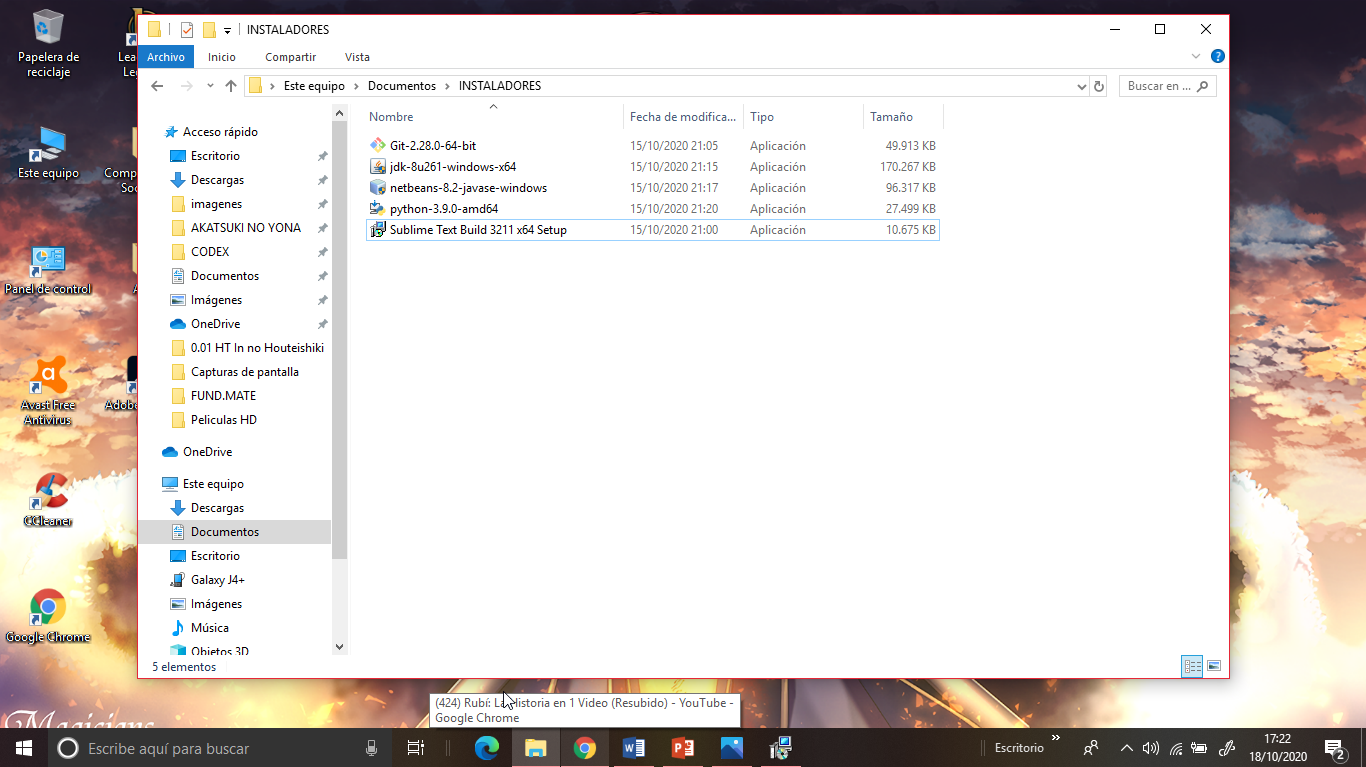 INSTALADORES
Archivo Inicio Compartir Vista
Este equipo Documentos INSTALADORES
Buscar en ...
Nombre Fecha de modifica... Tipo Tamaño
Git-2.28.0-64-bit 15/10/2020 21:05 Aplicación 49.913 KB
jdk-8u261-windows-x64 15/10/2020 21:15 Aplicación 170.267 KB
netbeans-8.2-javase-windows 15/10/2020 21:17 Aplicación 96.317 KB
python-3.9.0-amd64 15/10/2020 21:20 Aplicación 27.499 KB
Sublime Text Build 3211 x64 Setup 15/10/2020 21:00 Aplicación 10.675 KB
Acceso rápido
Escritorio
Descargas
imagenes
AKATSUKI NO YONA
CODEX
Documentos
Imágenes
OneDrive
0.01 HT In no Houteishiki
Capturas de pantalla
FUND.MATE
Peliculas HD
OneDrive
Este equipo
Descargas
Documentos
Escritorio
Galaxy J4+
Imágenes
Música
Objetos 3D
5 elementos
Papelera de
reciclaje
Lea
Le
Este equipo
Comp
So
Panel de control
Avast Free
Antivirus
Adob
CCleaner
Google Chrome
Magicians
(424) Rubí: La Historia en 1 Video (Resubido) - YouTube -
Google Chrome
Escribe aquí para buscar
Escritorio
17:22
18/10/2020
2